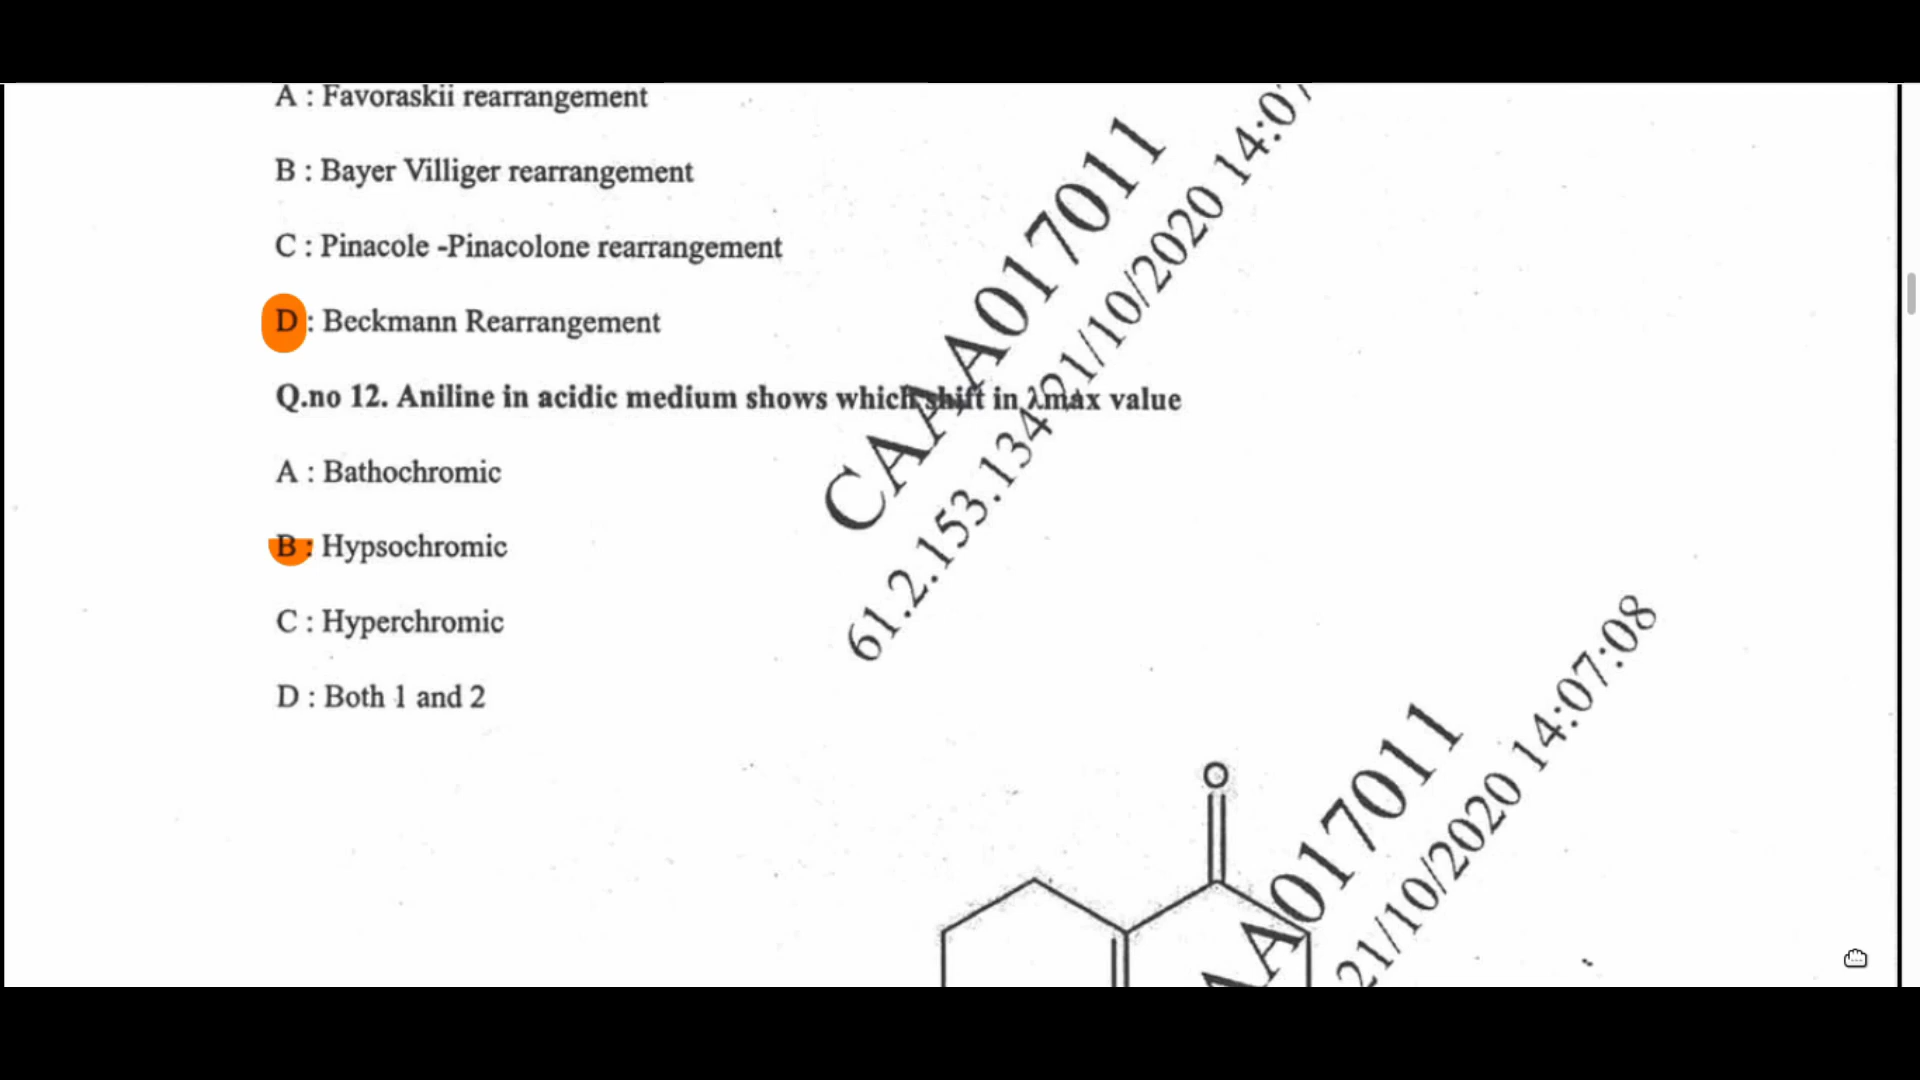 A : Favoraskii rearrangement
B : Bayer Villiger rearrangement
C : Pinacole -Pinacolone rearrangement
D : Beckmann Rearrangement
Q.no 12. Aniline in acidic medium shows which shift in λmax value
A : Bathochromic
B : Hypsochromic
C : Hyperchromic
D : Both 1 and 2
CAAA017011
61.2.153.134 21/10/2020 14:07
O
AA017011
21/10/2020 14:07:08